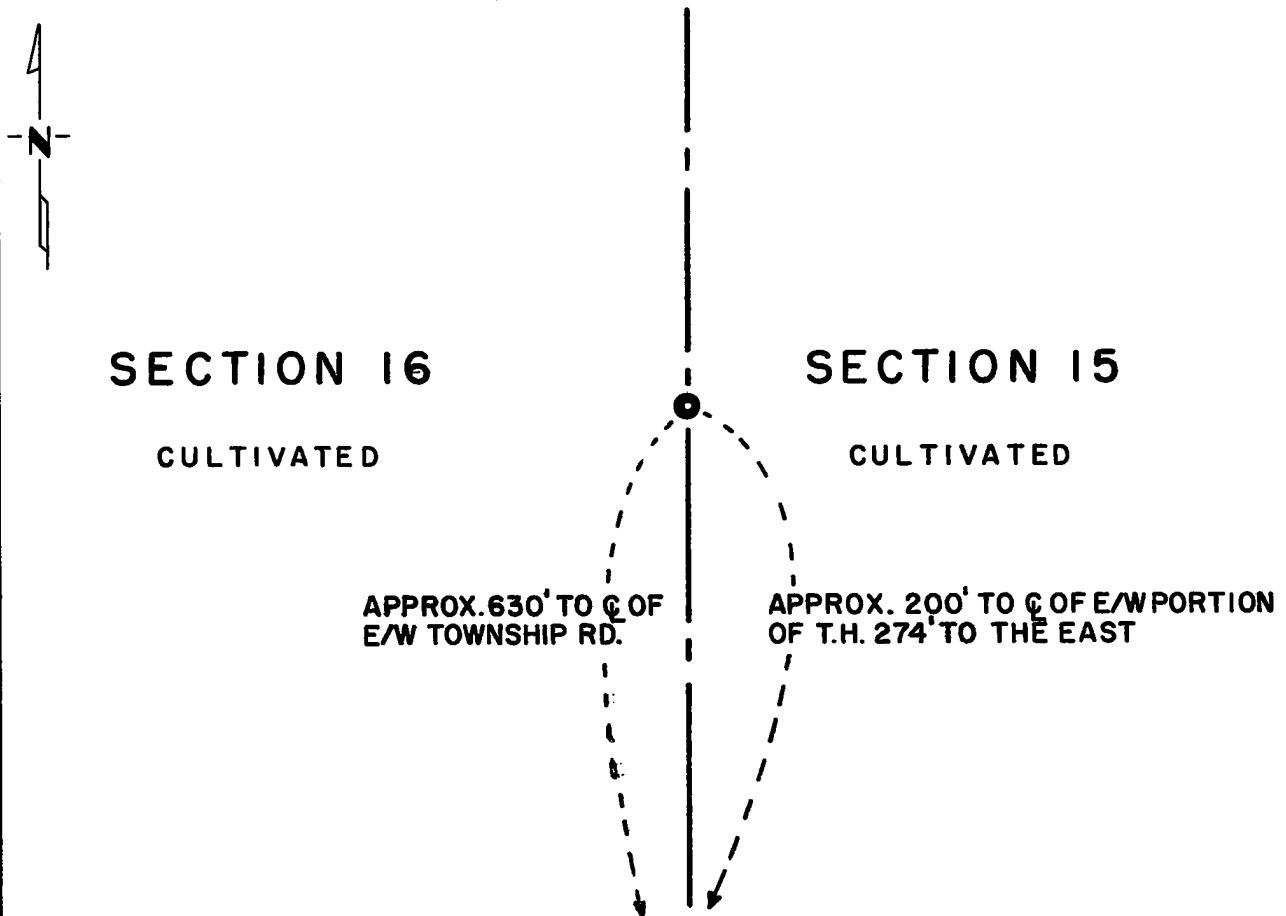 N
SECTION 16
SECTION 15
CULTIVATED
CULTIVATED
APPROX. 630' TO ℄ OF
E/W TOWNSHIP RD.
APPROX. 200' TO ℄ OF E/W PORTION
OF T.H. 274' TO THE EAST